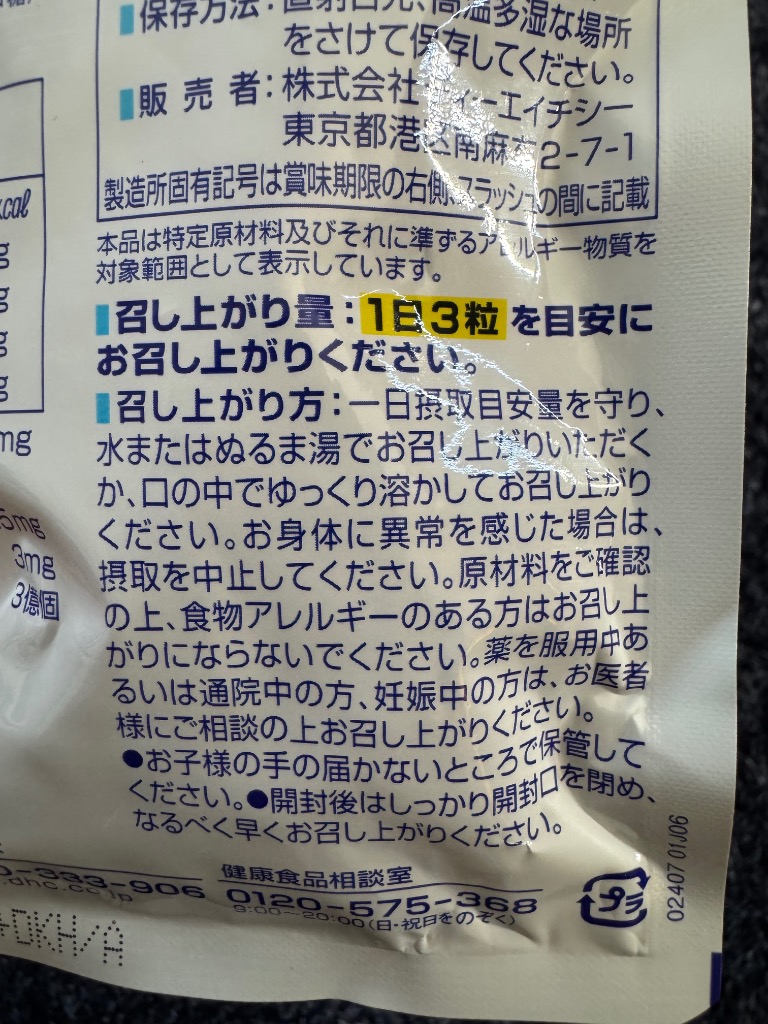 保存方法:直射日光、高温多湿な場所
をさけて保存してください。
販売者:株式会社ディーエイチシー
東京都港区南麻布2-7-1
製造所固有記号は賞味期限の右側、スラッシュの間に記載
本品は特定原材料及びそれに準ずるアレルギー物質を
対象範囲として表示しています。
召し上がり量:1日3粒を目安に
お召し上がりください。
召し上がり方:一日摂取目安量を守り、
水またはぬるま湯でお召し上がりいただく
か、口の中でゆっくり溶かしてお召し上がり
ください。お身体に異常を感じた場合は、
摂取を中止してください。原材料をご確認
の上、食物アレルギーのある方はお召し上
がりにならないでください。薬を服用中あ
るいは通院中の方、妊娠中の方は、お医者
様にご相談の上お召し上がりください。
●お子様の手の届かないところで保管して
ください。●開封後はしっかり開封口を閉め、
なるべく早くお召し上がりください。
kcal
g
g
g
g
mg
5mg
3mg
3億個
健康食品相談室
0-333-906
0120-575-368
.dhc.co.jp
9:00〜20:00(日・祝日をのぞく)
プラ
02407 01J06
+DKH/A